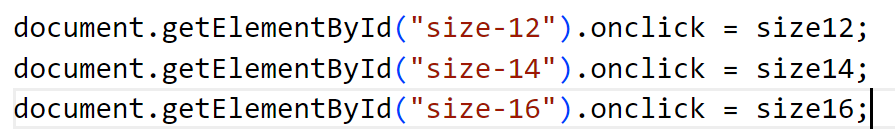 document.getElementById("size-12").onclick = size12;
document.getElementById("size-14").onclick = size14;
document.getElementById("size-16").onclick = size16;